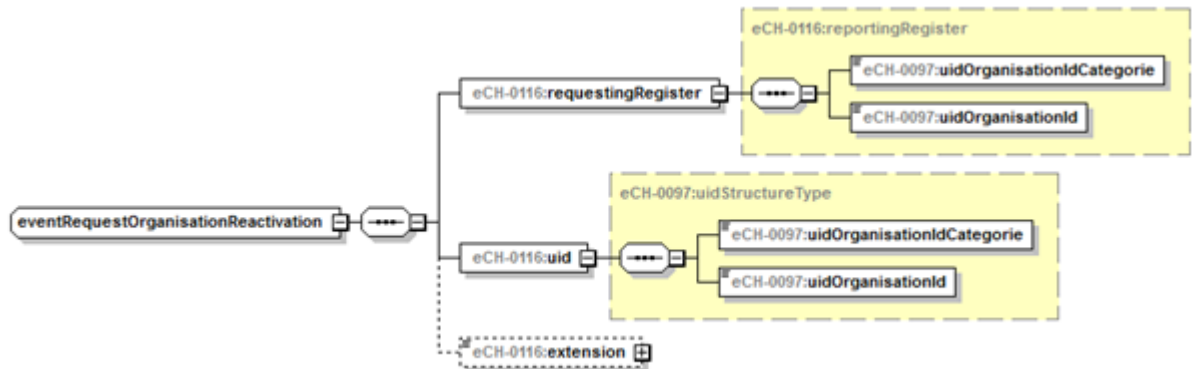 eCH-0116:reportingRegister
eCH-0097:uidOrganisationIdCategorie
eCH-0116:requestingRegister
eCH-0097:uidOrganisationId
eCH-0097:uidStructureType
eventRequestOrganisationReactivation
eCH-0097:uidOrganisationIdCategorie
eCH-0116:uid
eCH-0097:uidOrganisationId
eCH-0116:extension